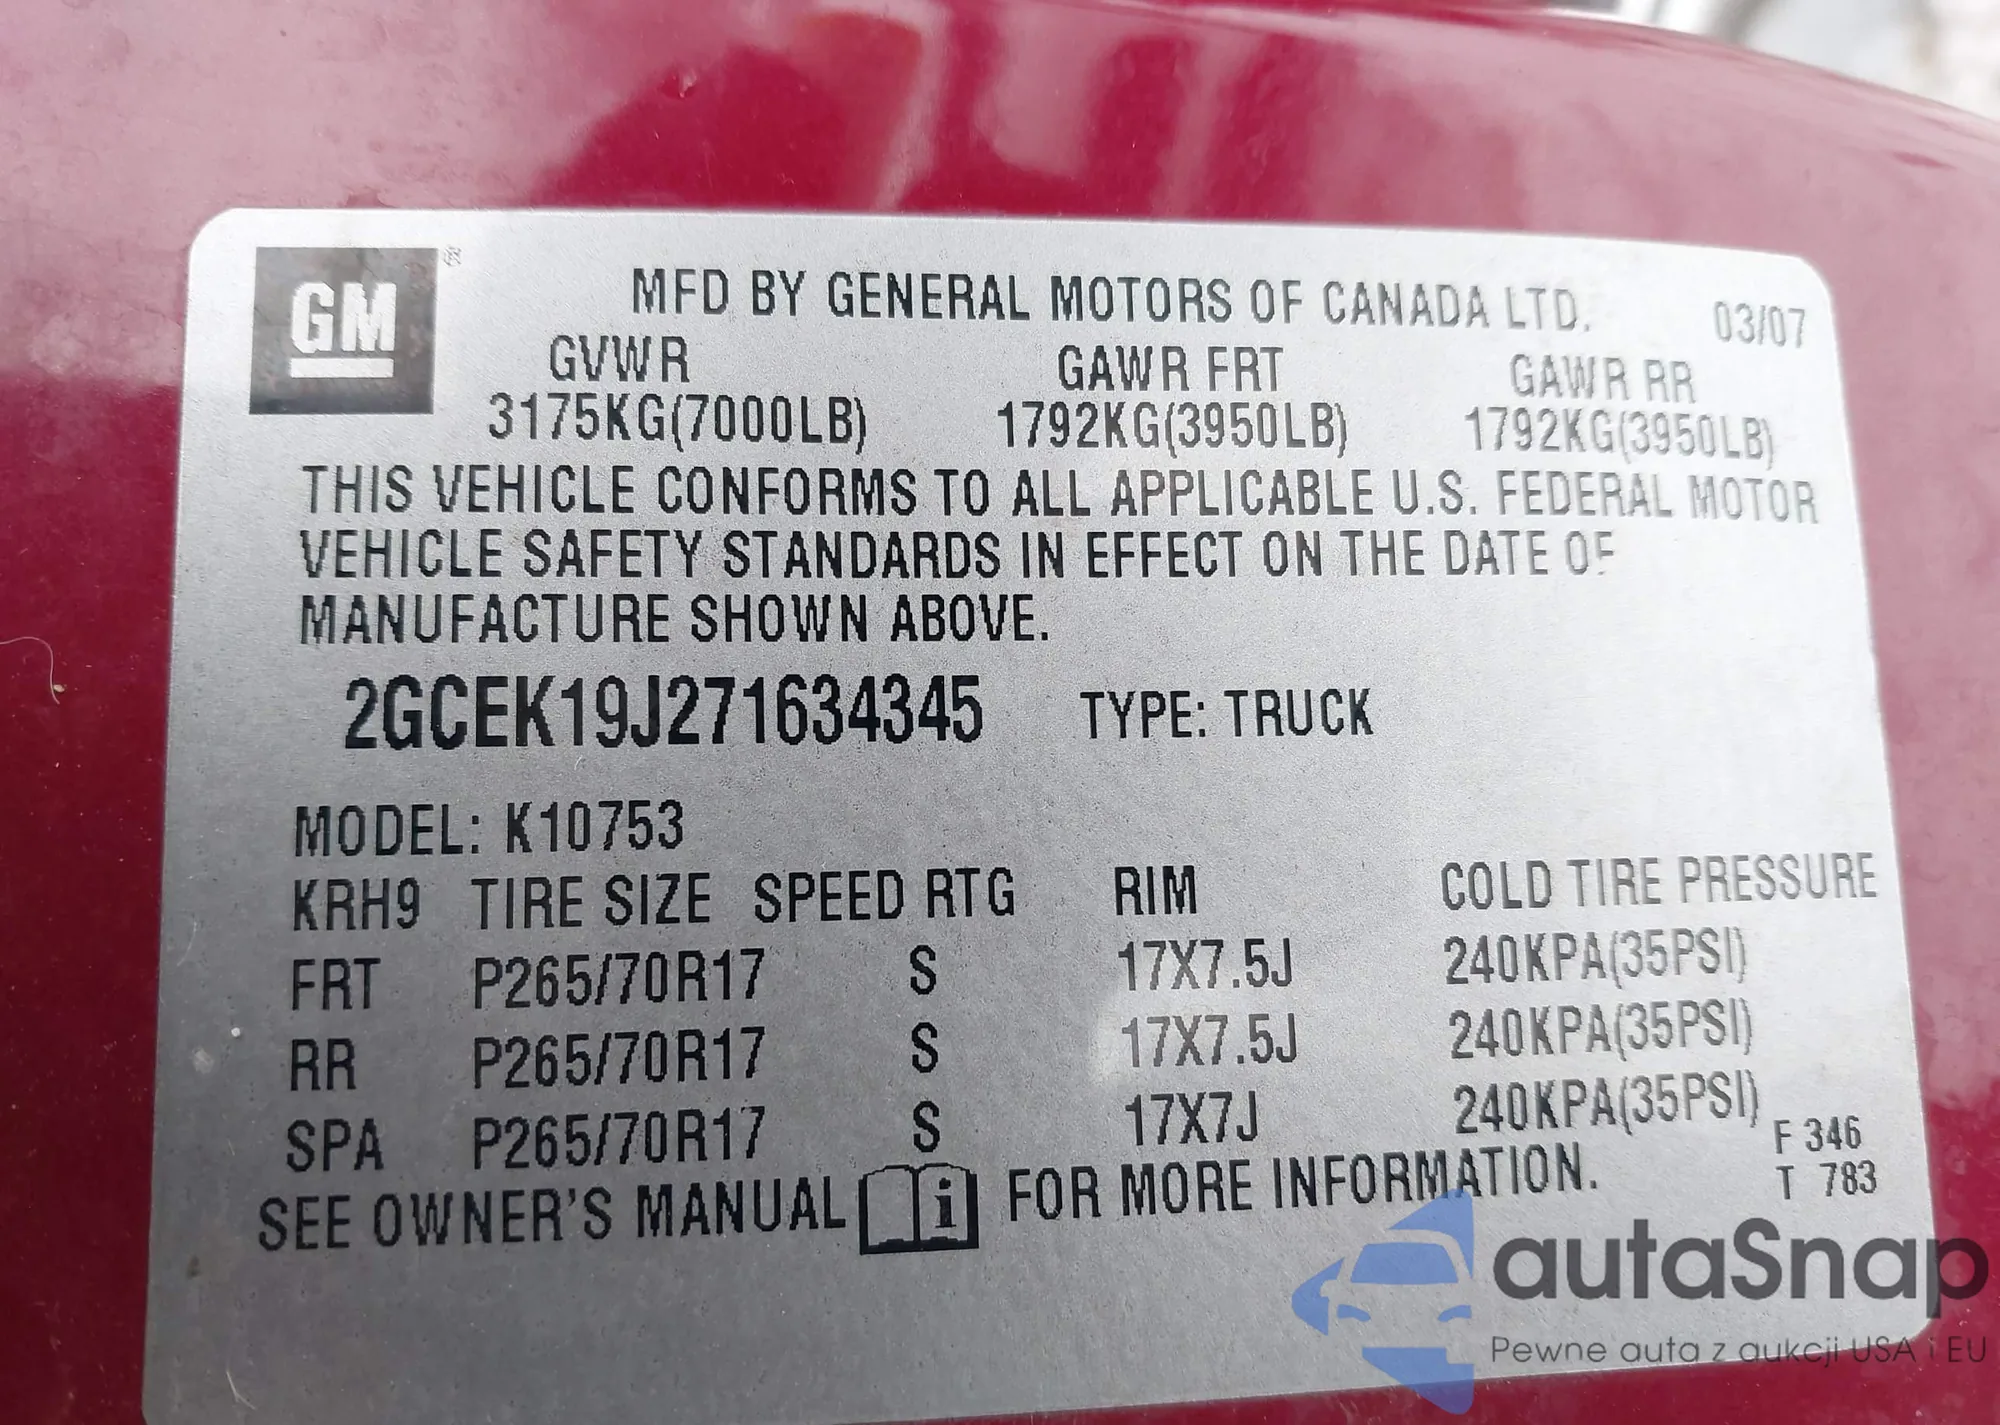 GM ®
MFD BY GENERAL MOTORS OF CANADA LTD. 03/07
GVWR GAWR FRT GAWR RR
3175KG(7000LB) 1792KG(3950LB) 1792KG(3950LB)
THIS VEHICLE CONFORMS TO ALL APPLICABLE U.S. FEDERAL MOTOR
VEHICLE SAFETY STANDARDS IN EFFECT ON THE DATE OF
MANUFACTURE SHOWN ABOVE.
2GCEK19J271634345 TYPE: TRUCK
MODEL: K10753
KRH9 TIRE SIZE SPEED RTG RIM COLD TIRE PRESSURE
FRT P265/70R17 S 17X7.5J 240KPA(35PSI)
RR P265/70R17 S 17X7.5J 240KPA(35PSI)
SPA P265/70R17 S 17X7J 240KPA(35PSI)
F 346
SEE OWNER'S MANUAL i FOR MORE INFORMATION. T 783
autaSnap
Pewne auta z aukcji USA i EU